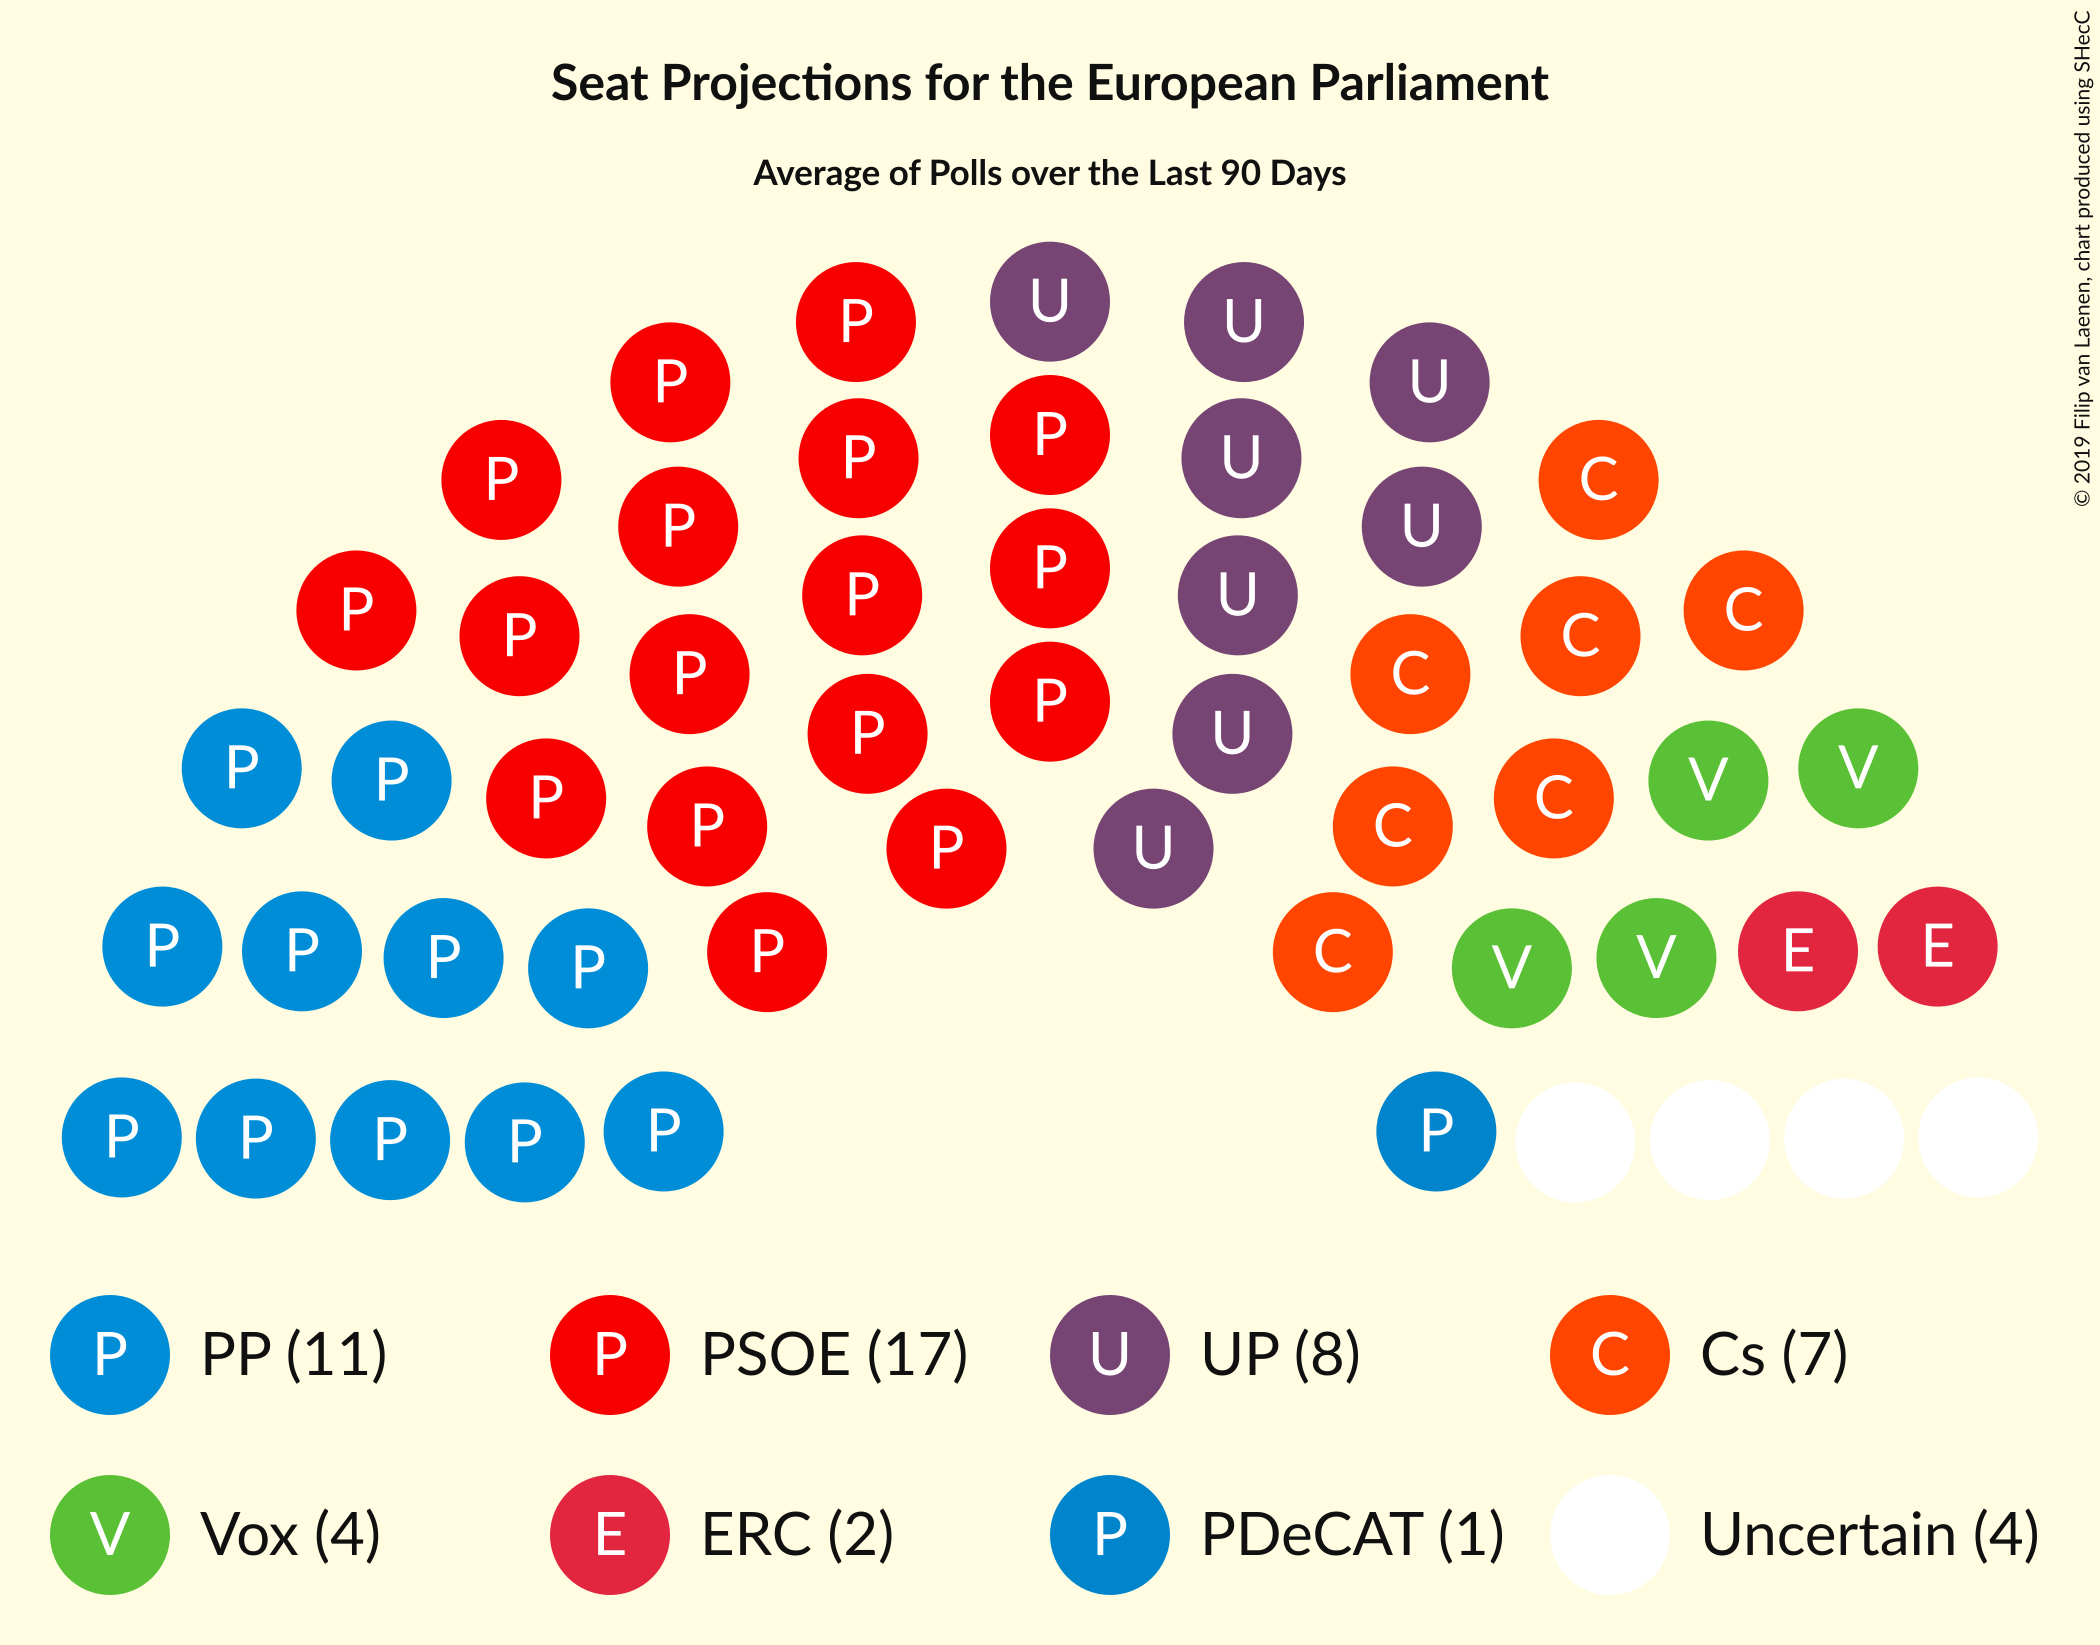 Seat Projections for the European Parliament
Average of Polls over the Last 90 Days
© 2019 Filip van Laenen, chart produced using SHecC
U
P U
P U
P
U
P C
P U
P U
P P
P U
P C
P C
P C
P P
P U
P P
V V
P C
P C
P U
P P
P C
P V
P V
P E
P E
P P P P P P
P PP (11) P PSOE (17) U UP (8) C Cs (7)
V Vox (4) E ERC (2) P PDeCAT (1) Uncertain (4)